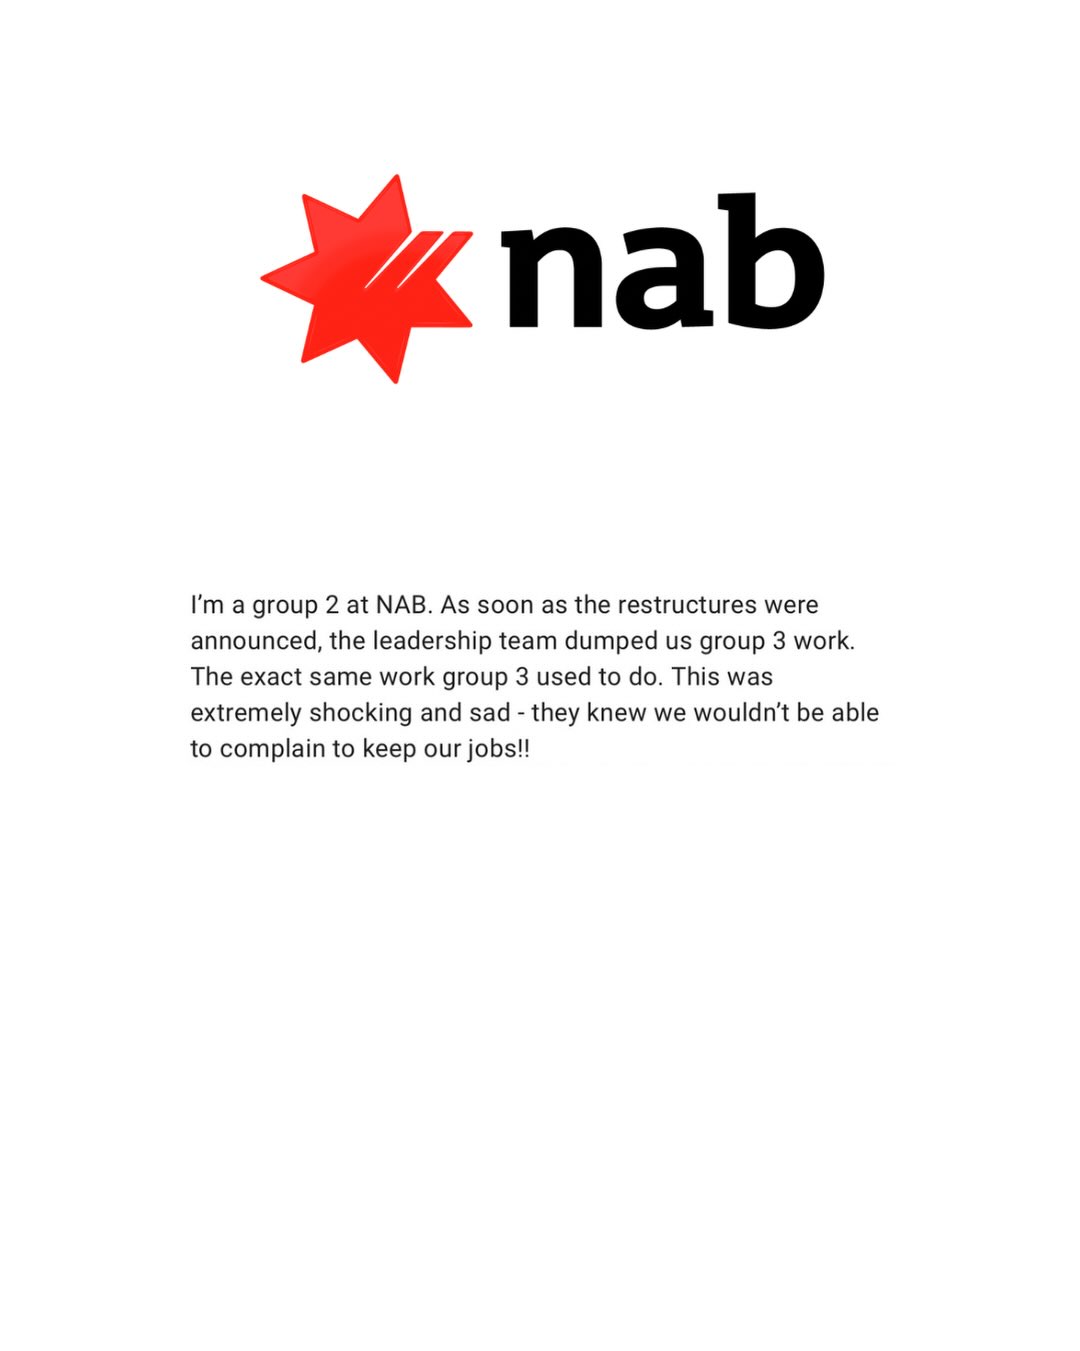 nab
I’m a group 2 at NAB. As soon as the restructures were
announced, the leadership team dumped us group 3 work.
The exact same work group 3 used to do. This was
extremely shocking and sad - they knew we wouldn’t be able
to complain to keep our jobs!!